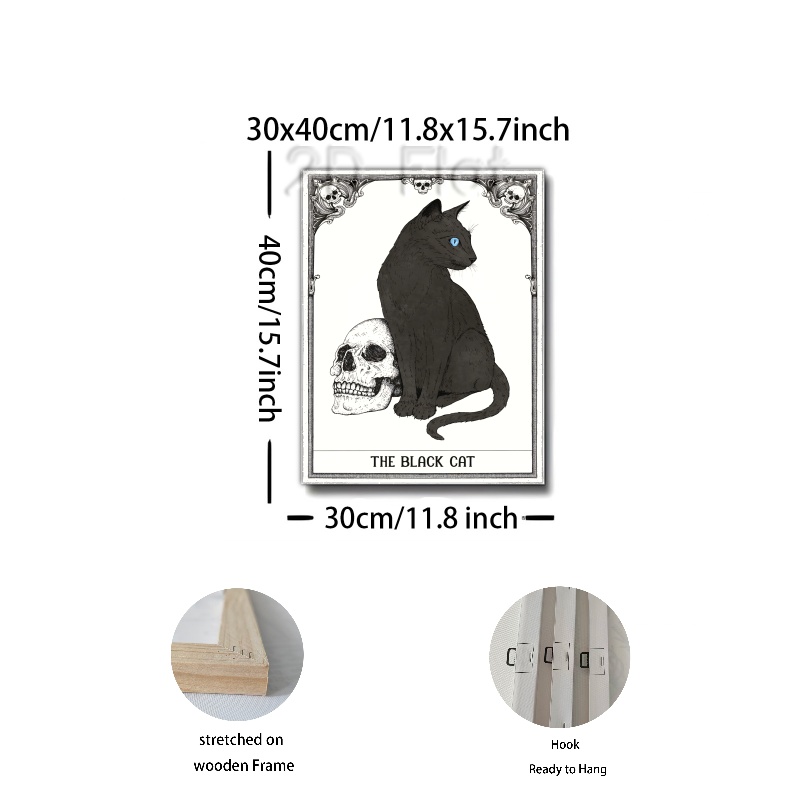 30x40cm/11.8x15.7inch
2D Flat
40cm/15.7inch
THE BLACK CAT
30cm/11.8 inch
stretched on
wooden Frame
Hook
Ready to Hang